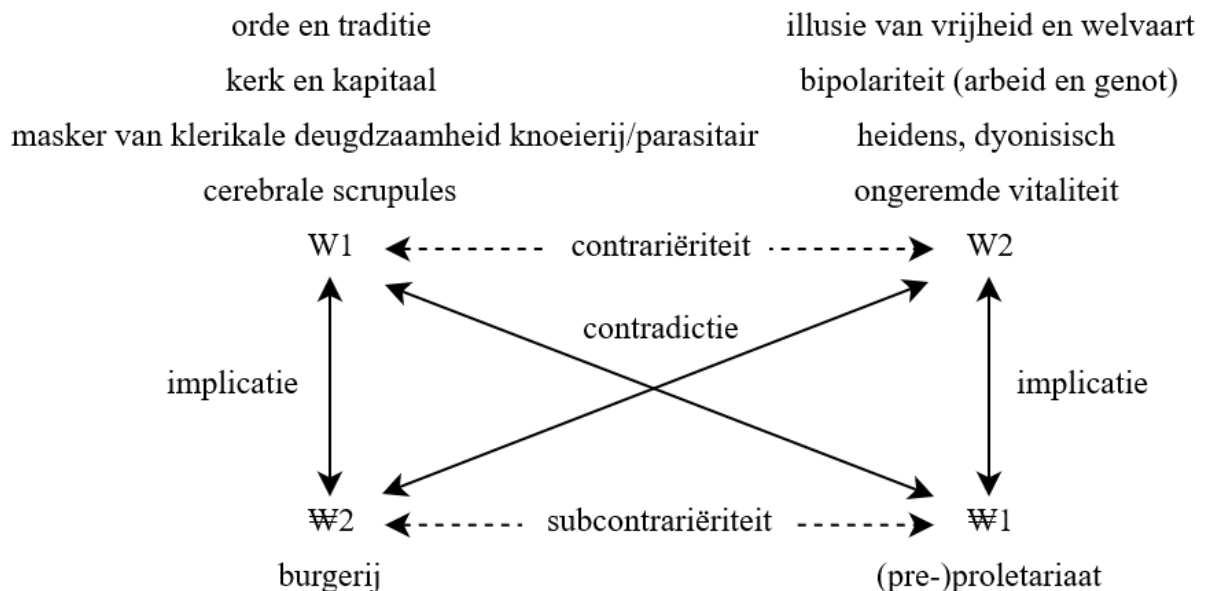 orde en traditie illusie van vrijheid en welvaart
kerk en kapitaal bipolariteit (arbeid en genot)
masker van klerikale deugdzaamheid knoeierij/parasitair heidens, dyonisisch
cerebrale scrupules ongeremde vitaliteit
W1 contrariëriteit W2
contradictie
implicatie implicatie
₩2 subcontrariëriteit ₩1
burgerij (pre-)proletariaat